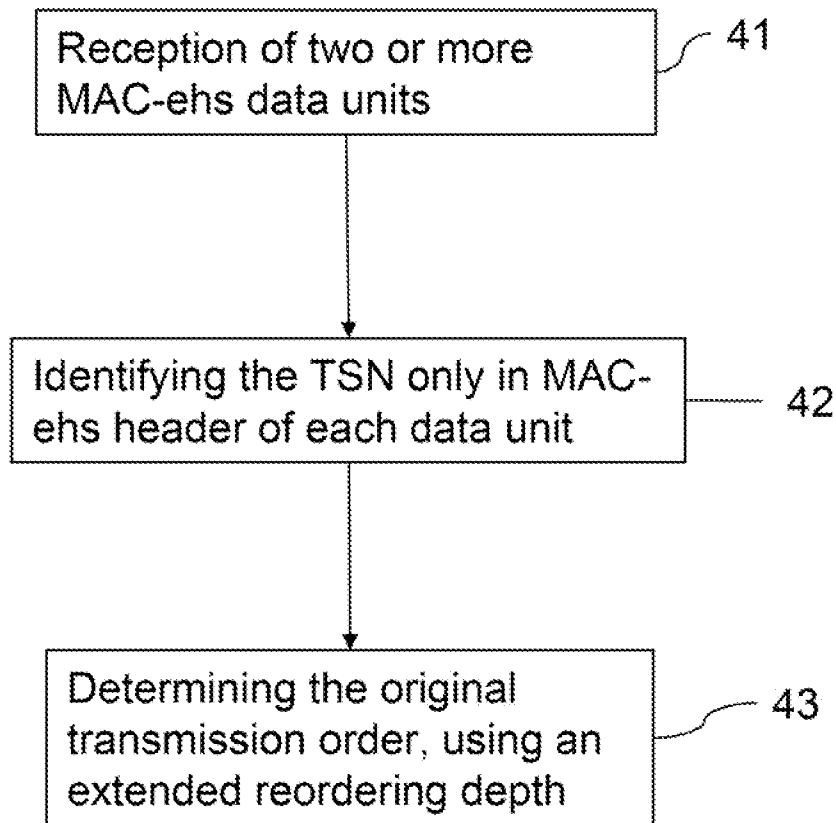 Reception of two or more
MAC-ehs data units
41
Identifying the TSN only in MAC-
ehs header of each data unit
42
Determining the original
transmission order, using an
extended reordering depth
43